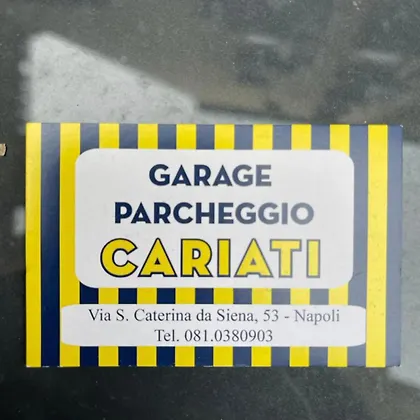 GARAGE
PARCHEGGIO
CARIATI
Via S. Caterina da Siena, 53 - Napoli
Tel. 081.0380903